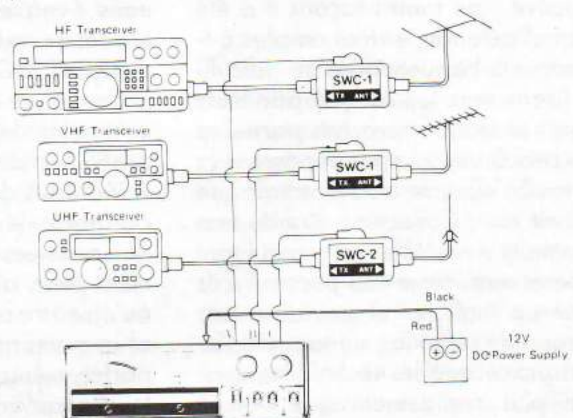 HF Transceiver
SWC-1
◀TX ANT▶
VHF Transceiver
SWC-1
◀TX ANT▶
UHF Transceiver
SWC-2
◀TX ANT▶
Black
Red
12V
DC Power Supply